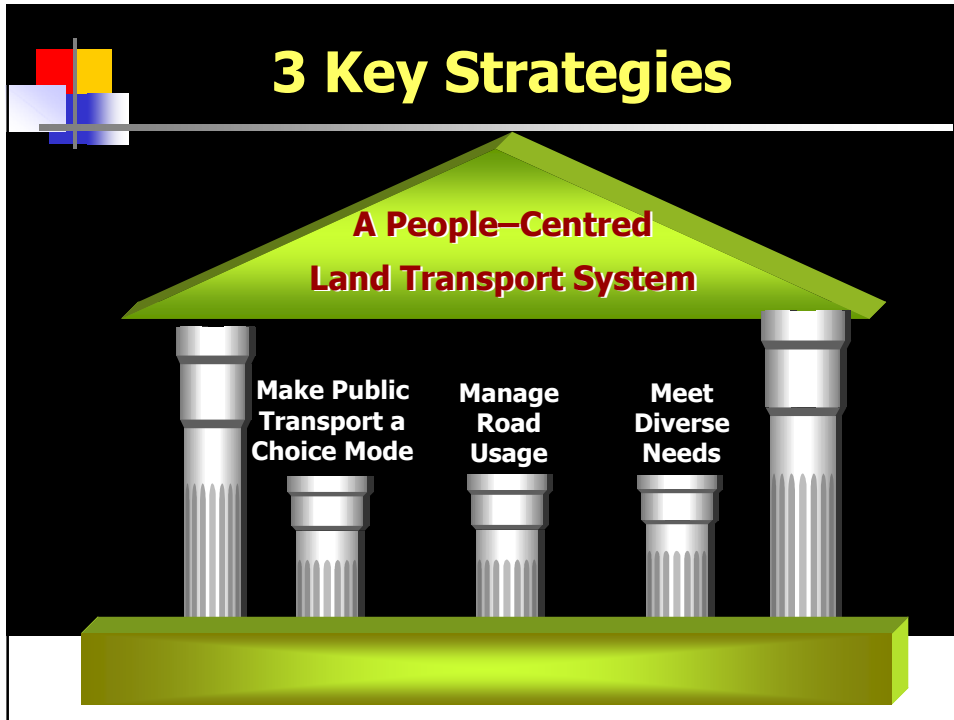 3 Key Strategies
A People–Centred
Land Transport System
Make Public
Transport a
Choice Mode
Manage
Road
Usage
Meet
Diverse
Needs